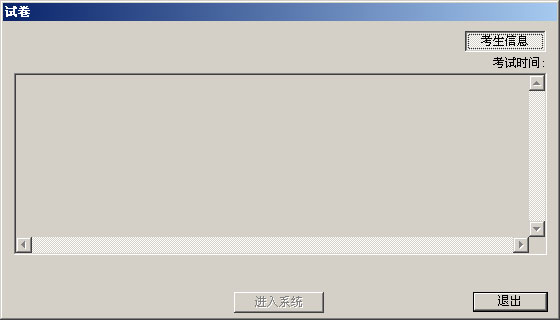 试卷
考生信息
考试时间:
进入系统
退出